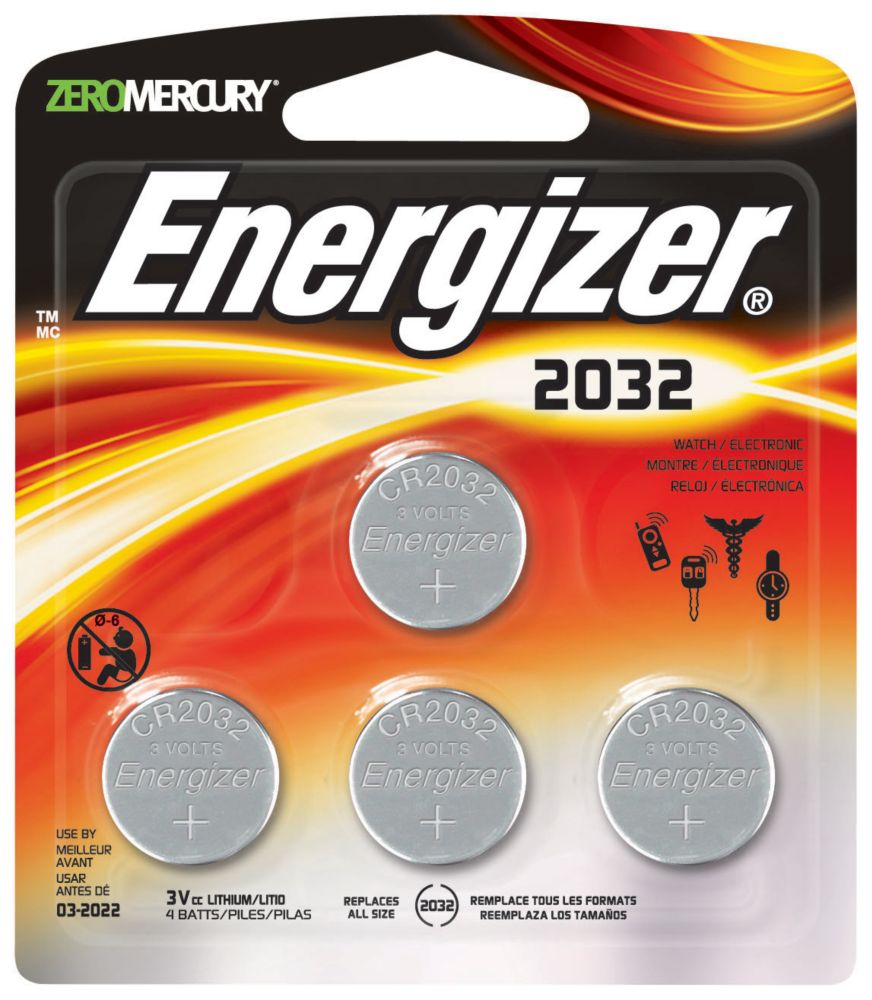 ZEROMERCURY®
Energizer®
TM
MC
2032
WATCH / ELECTRONIC
MONTRE / ÉLECTRONIQUE
RELOJ / ELECTRÓNICA
CR2032
3 VOLTS
Energizer
+
Ø-6
CR2032
3 VOLTS
Energizer
+
CR2032
3 VOLTS
Energizer
+
CR2032
3 VOLTS
Energizer
+
USE BY
MEILLEUR
AVANT
USAR
ANTES DÉ
03-2022
3Vcc LITHIUM/LITIO
4 BATTS/PILES/PILAS
REPLACES
ALL SIZE
2032
REMPLACE TOUS LES FORMATS
REEMPLAZA LOS TAMAÑOS